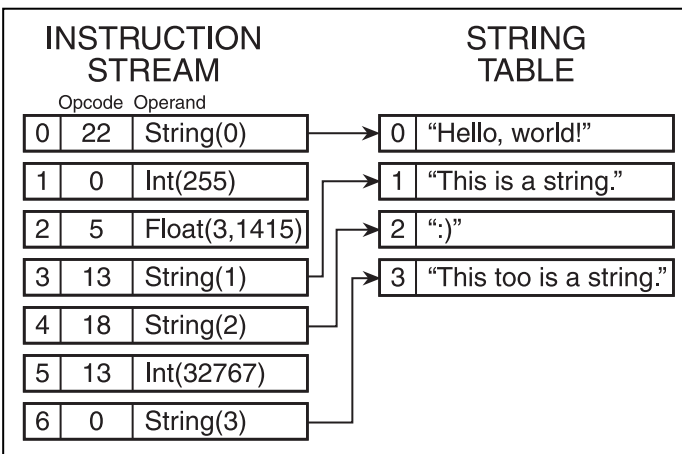 INSTRUCTION
STREAM
Opcode Operand
0 22 String(0)
1 0 Int(255)
2 5 Float(3,1415)
3 13 String(1)
4 18 String(2)
5 13 Int(32767)
6 0 String(3)
STRING
TABLE
0 “Hello, world!”
1 “This is a string.”
2 “:)”
3 “This too is a string.”